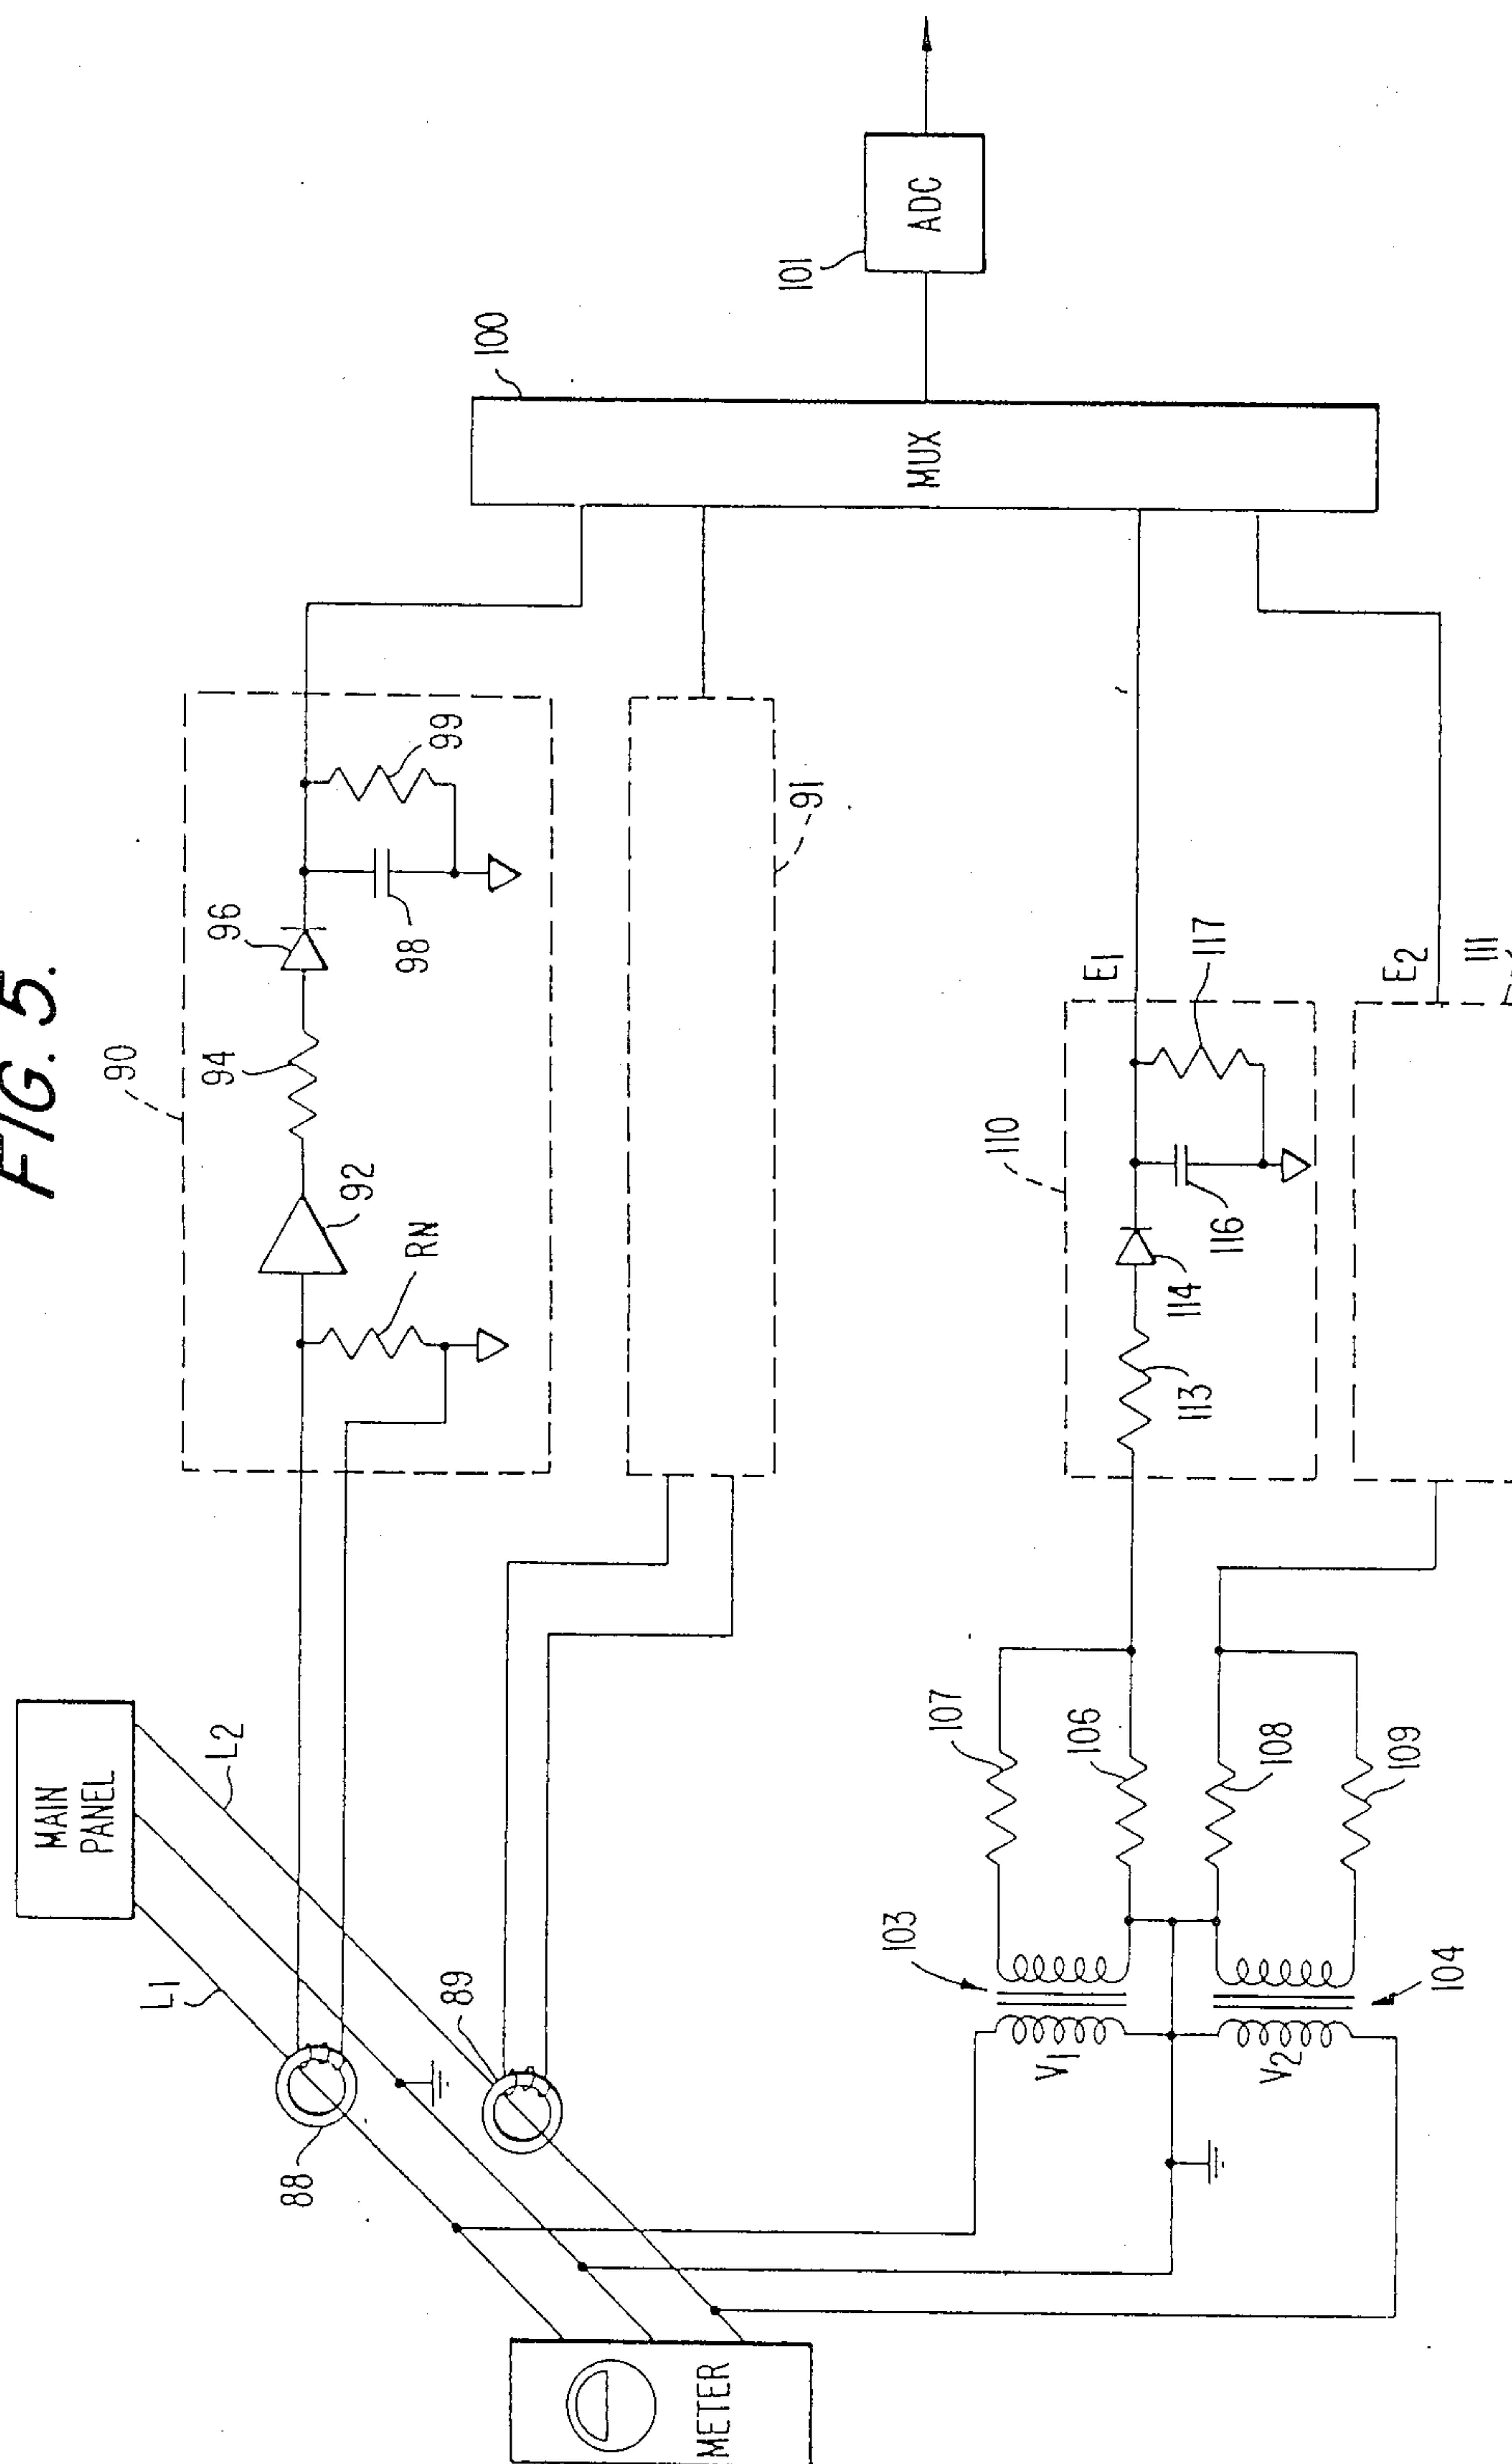 FIG. 5.
MAIN
PANEL
METER
L1
L2
88
89
90
RN
92
94
96
98
99
91
100
MUX
101
ADC
103
104
V1
V2
107
106
108
109
110
113
114
116
117
E1
E2
111